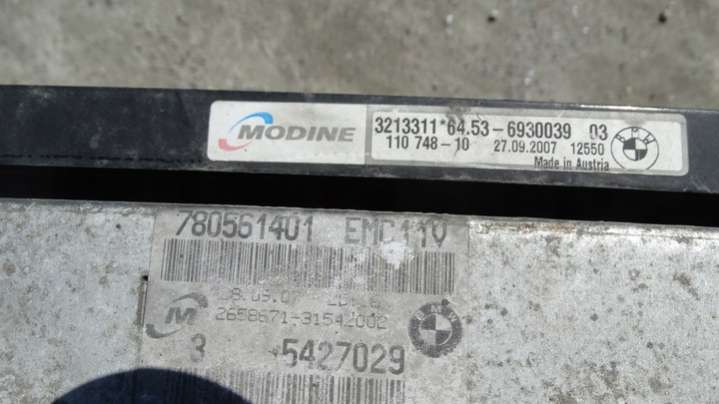 MODINE
3213311*64.53-6930039 03
110 748-10 27.09.2007 12550
Made in Austria
BMW
780561401 EMC11V
2658671-31542002
3 5427029